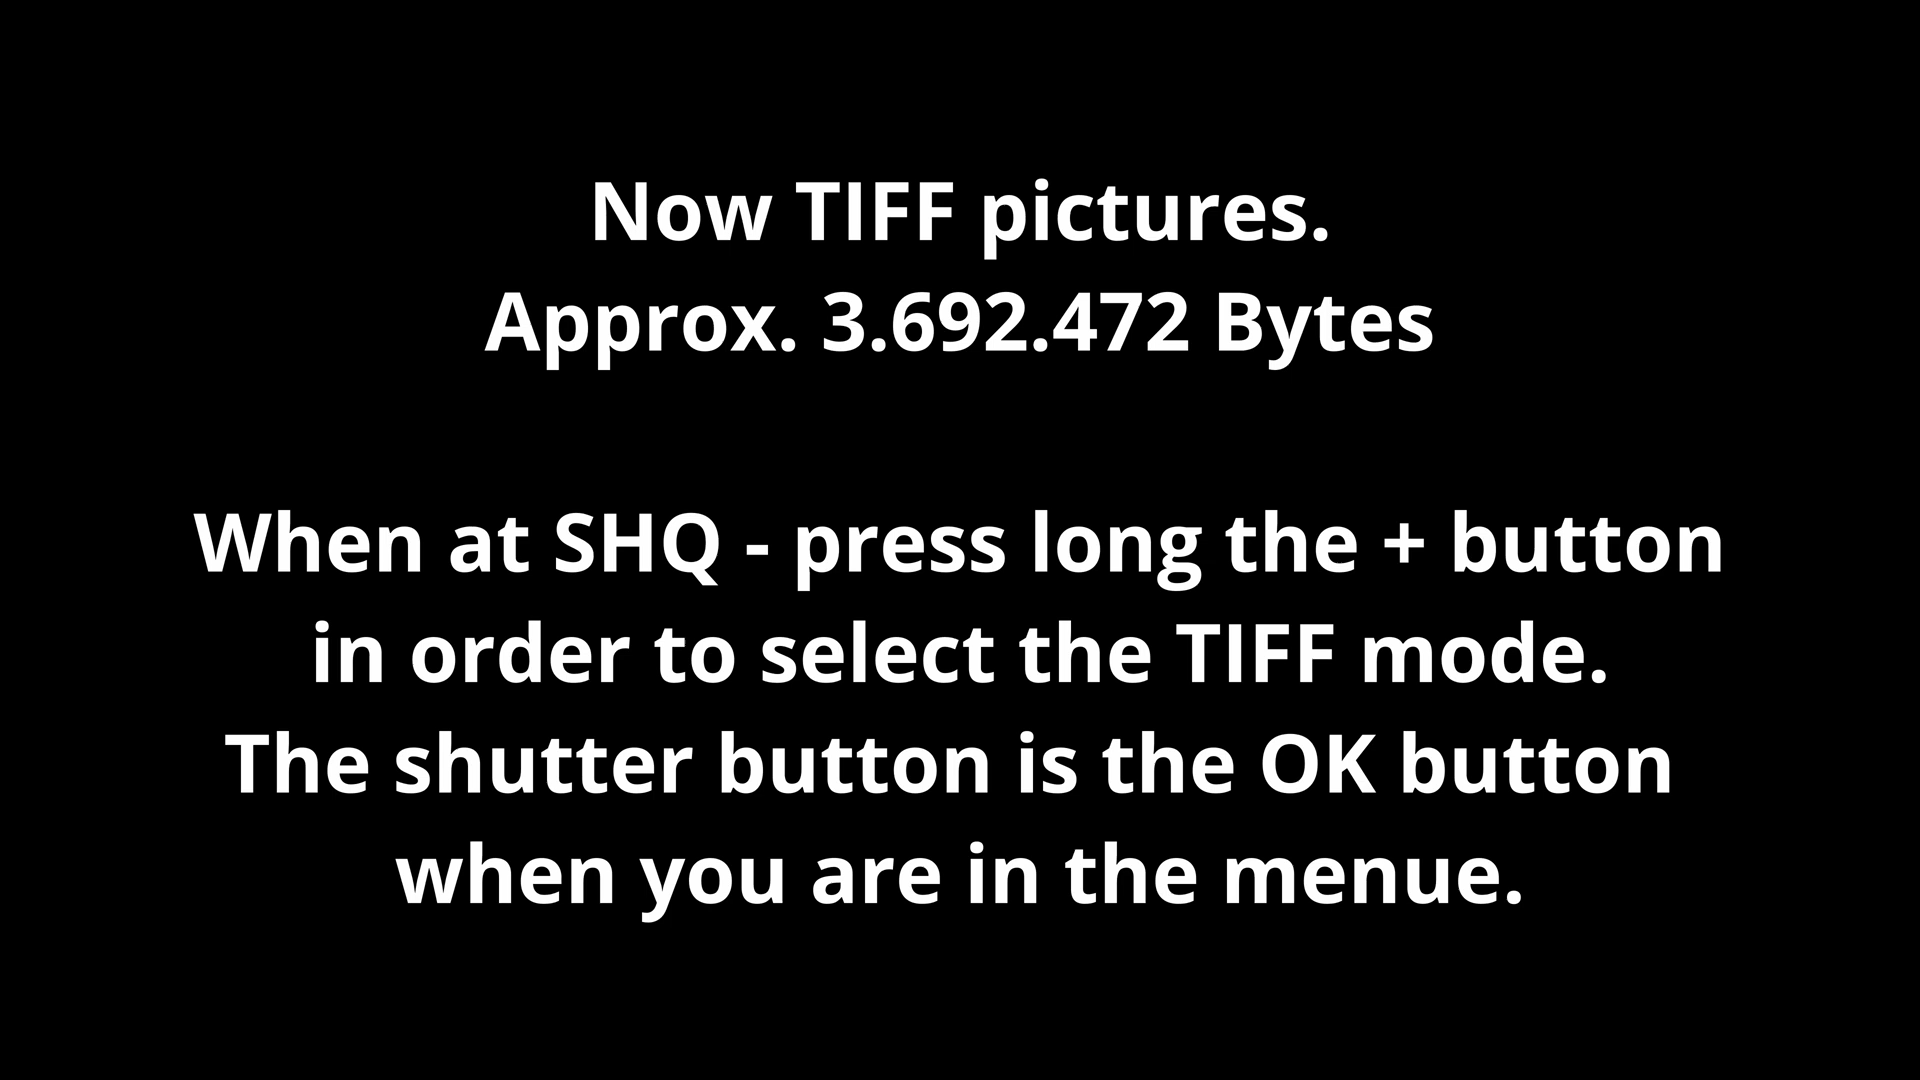 Now TIFF pictures.
Approx. 3.692.472 Bytes
When at SHQ - press long the + button
in order to select the TIFF mode.
The shutter button is the OK button
when you are in the menue.